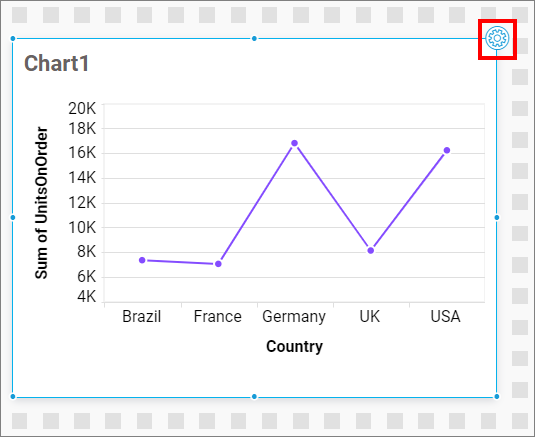 Chart1
Sum of UnitsOnOrder
20K
18K
16K
14K
12K
10K
8K
6K
4K
Brazil France Germany UK USA
Country